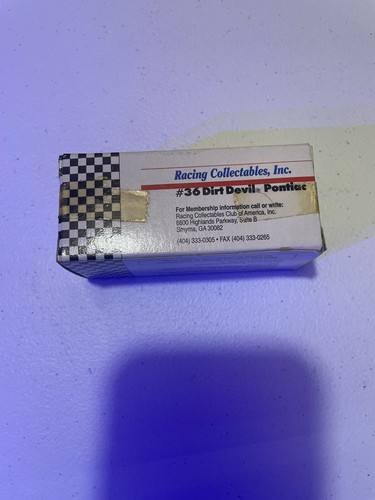 Racing Collectables, Inc.
#36 Dirt Devil® Pontiac
For Membership information call or write:
Racing Collectables Club of America, Inc.
6600 Highlands Parkway, Suite B
Smyrna, GA 30082
(404) 333-0305 • FAX (404) 333-0265